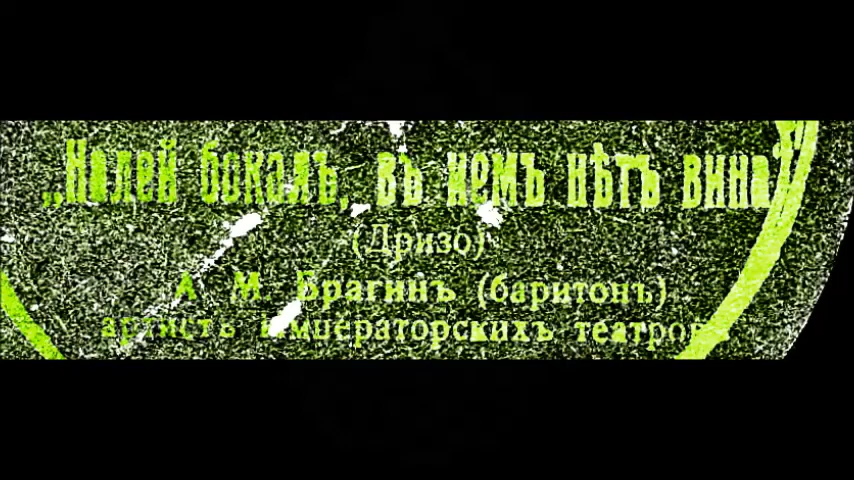 „Налей бокалъ, въ немъ нѣтъ вина“
(Дризо)
А. М. Брагинъ (баритонъ)
артистъ Императорскихъ театров